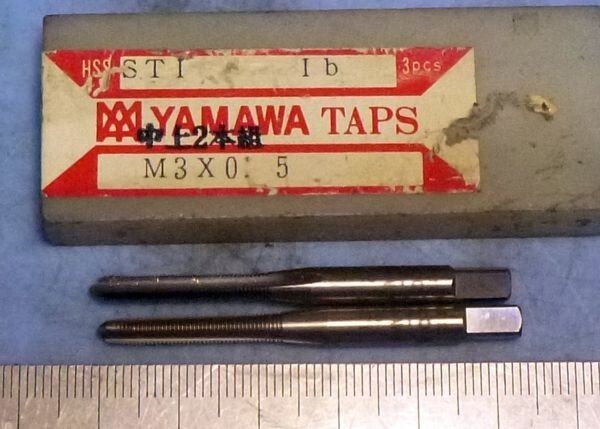 HSS STI Ib 3pcs
YAMAWA TAPS
中上2本組
M3X0.5